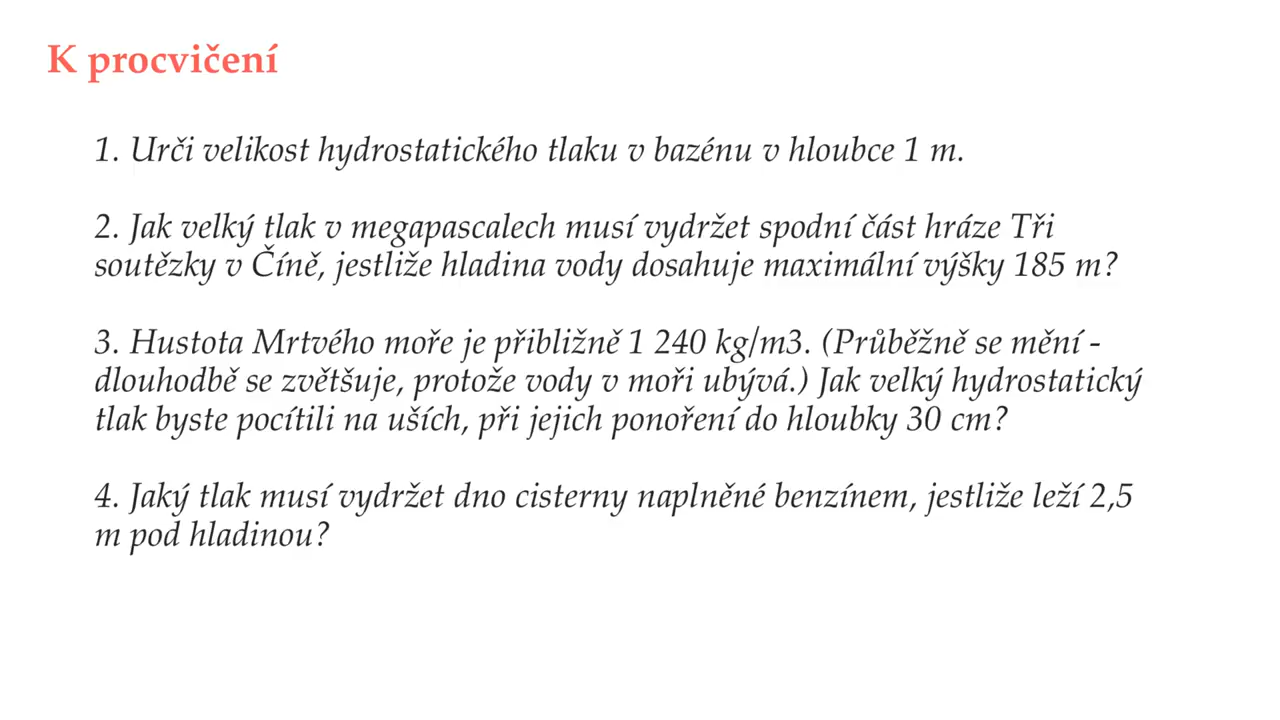 K procvičení
1. Urči velikost hydrostatického tlaku v bazénu v hloubce 1 m.
2. Jak velký tlak v megapascalech musí vydržet spodní část hráze Tři
soutězky v Číně, jestliže hladina vody dosahuje maximální výšky 185 m?
3. Hustota Mrtvého moře je přibližně 1 240 kg/m3. (Průběžně se mění -
dlouhodbě se zvětšuje, protože vody v moři ubývá.) Jak velký hydrostatický
tlak byste pocítili na uších, při jejich ponoření do hloubky 30 cm?
4. Jaký tlak musí vydržet dno cisterny naplněné benzínem, jestliže leží 2,5
m pod hladinou?